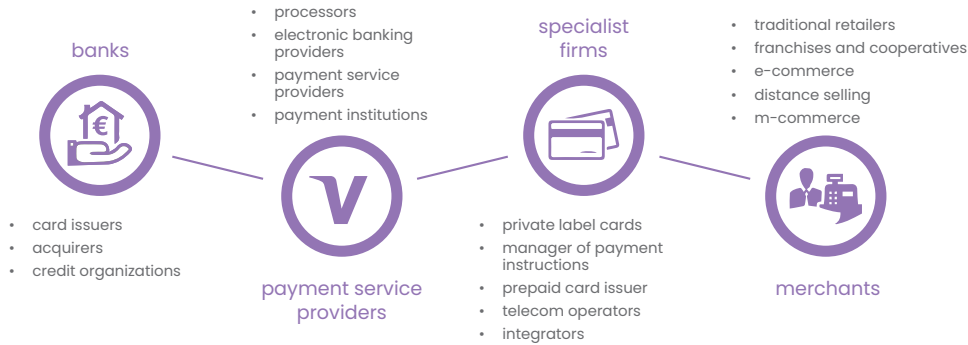 banks
• card issuers
• acquirers
• credit organizations
• processors
• electronic banking
providers
• payment service
providers
• payment institutions
V
payment service
providers
specialist
firms
• private label cards
• manager of payment
instructions
• prepaid card issuer
• telecom operators
• integrators
• traditional retailers
• franchises and cooperatives
• e-commerce
• distance selling
• m-commerce
merchants